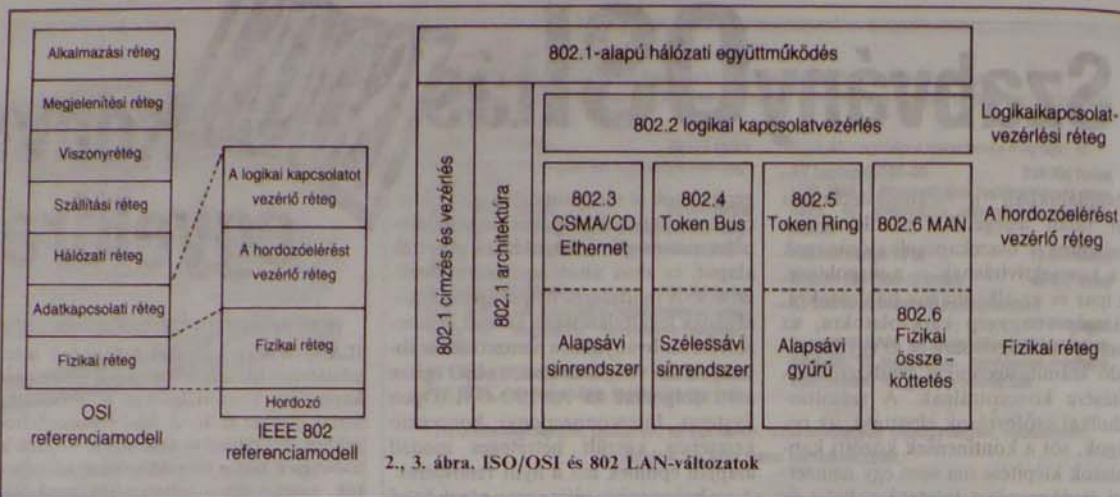 Alkalmazási réteg
Megjelenítési réteg
Viszonyréteg
Szállítási réteg
Hálózati réteg
Adatkapcsolati réteg
Fizikai réteg
OSI
referenciamodell
A logikai kapcsolatot
vezérlő réteg
A hordozóelérést
vezérlő réteg
Fizikai réteg
Hordozó
IEEE 802
referenciamodell
802.1-alapú hálózati együttműködés
802.1 címzés és vezérlés
802.1 architektúra
802.2 logikai kapcsolatvezérlés
802.3
CSMA/CD
Ethernet
Alapsávi
sínrendszer
802.4
Token Bus
Szélessávi
sínrendszer
802.5
Token Ring
Alapsávi
gyűrű
802.6 MAN
802.6
Fizikai
össze-
köttetés
Logikaikapcsolat-
vezérlési réteg
A hordozóelérést
vezérlő réteg
Fizikai réteg
2., 3. ábra. ISO/OSI és 802 LAN-változatok